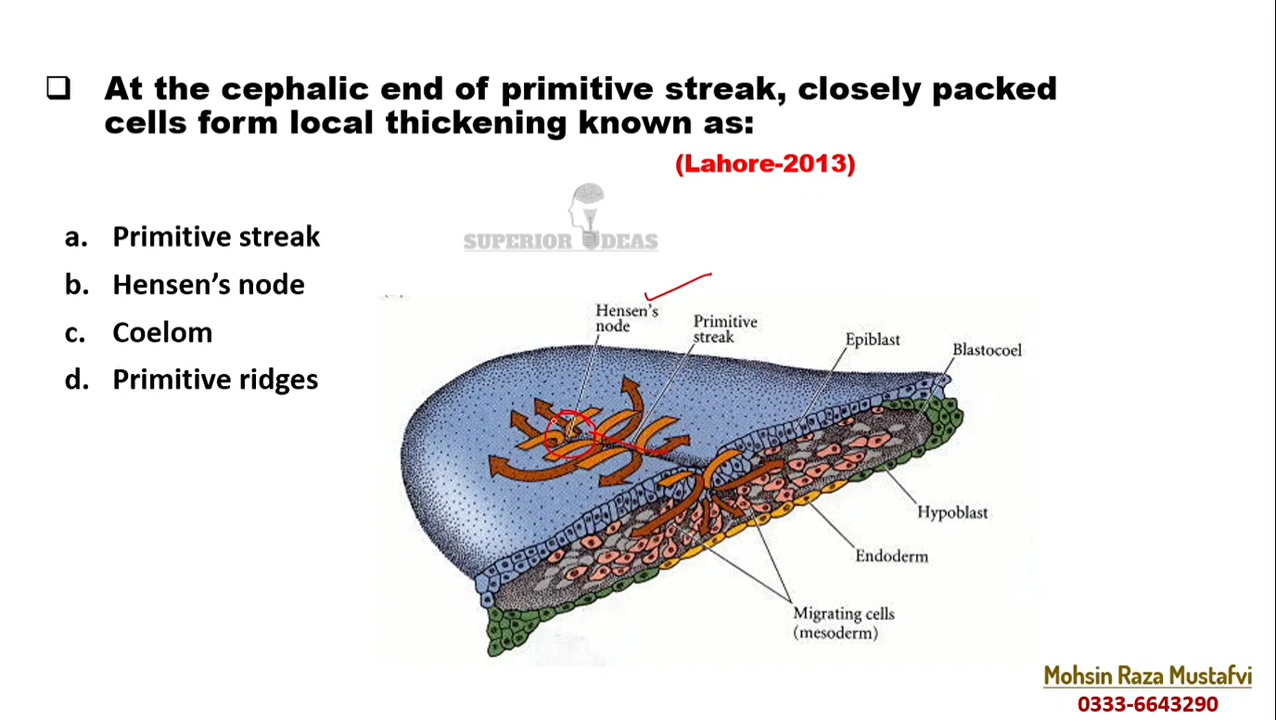 ❑ At the cephalic end of primitive streak, closely packed
cells form local thickening known as:
(Lahore-2013)
SUPERIOR IDEAS
a. Primitive streak
b. Hensen’s node
c. Coelom
d. Primitive ridges
Hensen's
node
Primitive
streak
Epiblast
Blastocoel
Hypoblast
Endoderm
Migrating cells
(mesoderm)
Mohsin Raza Mustafvi
0333-6643290